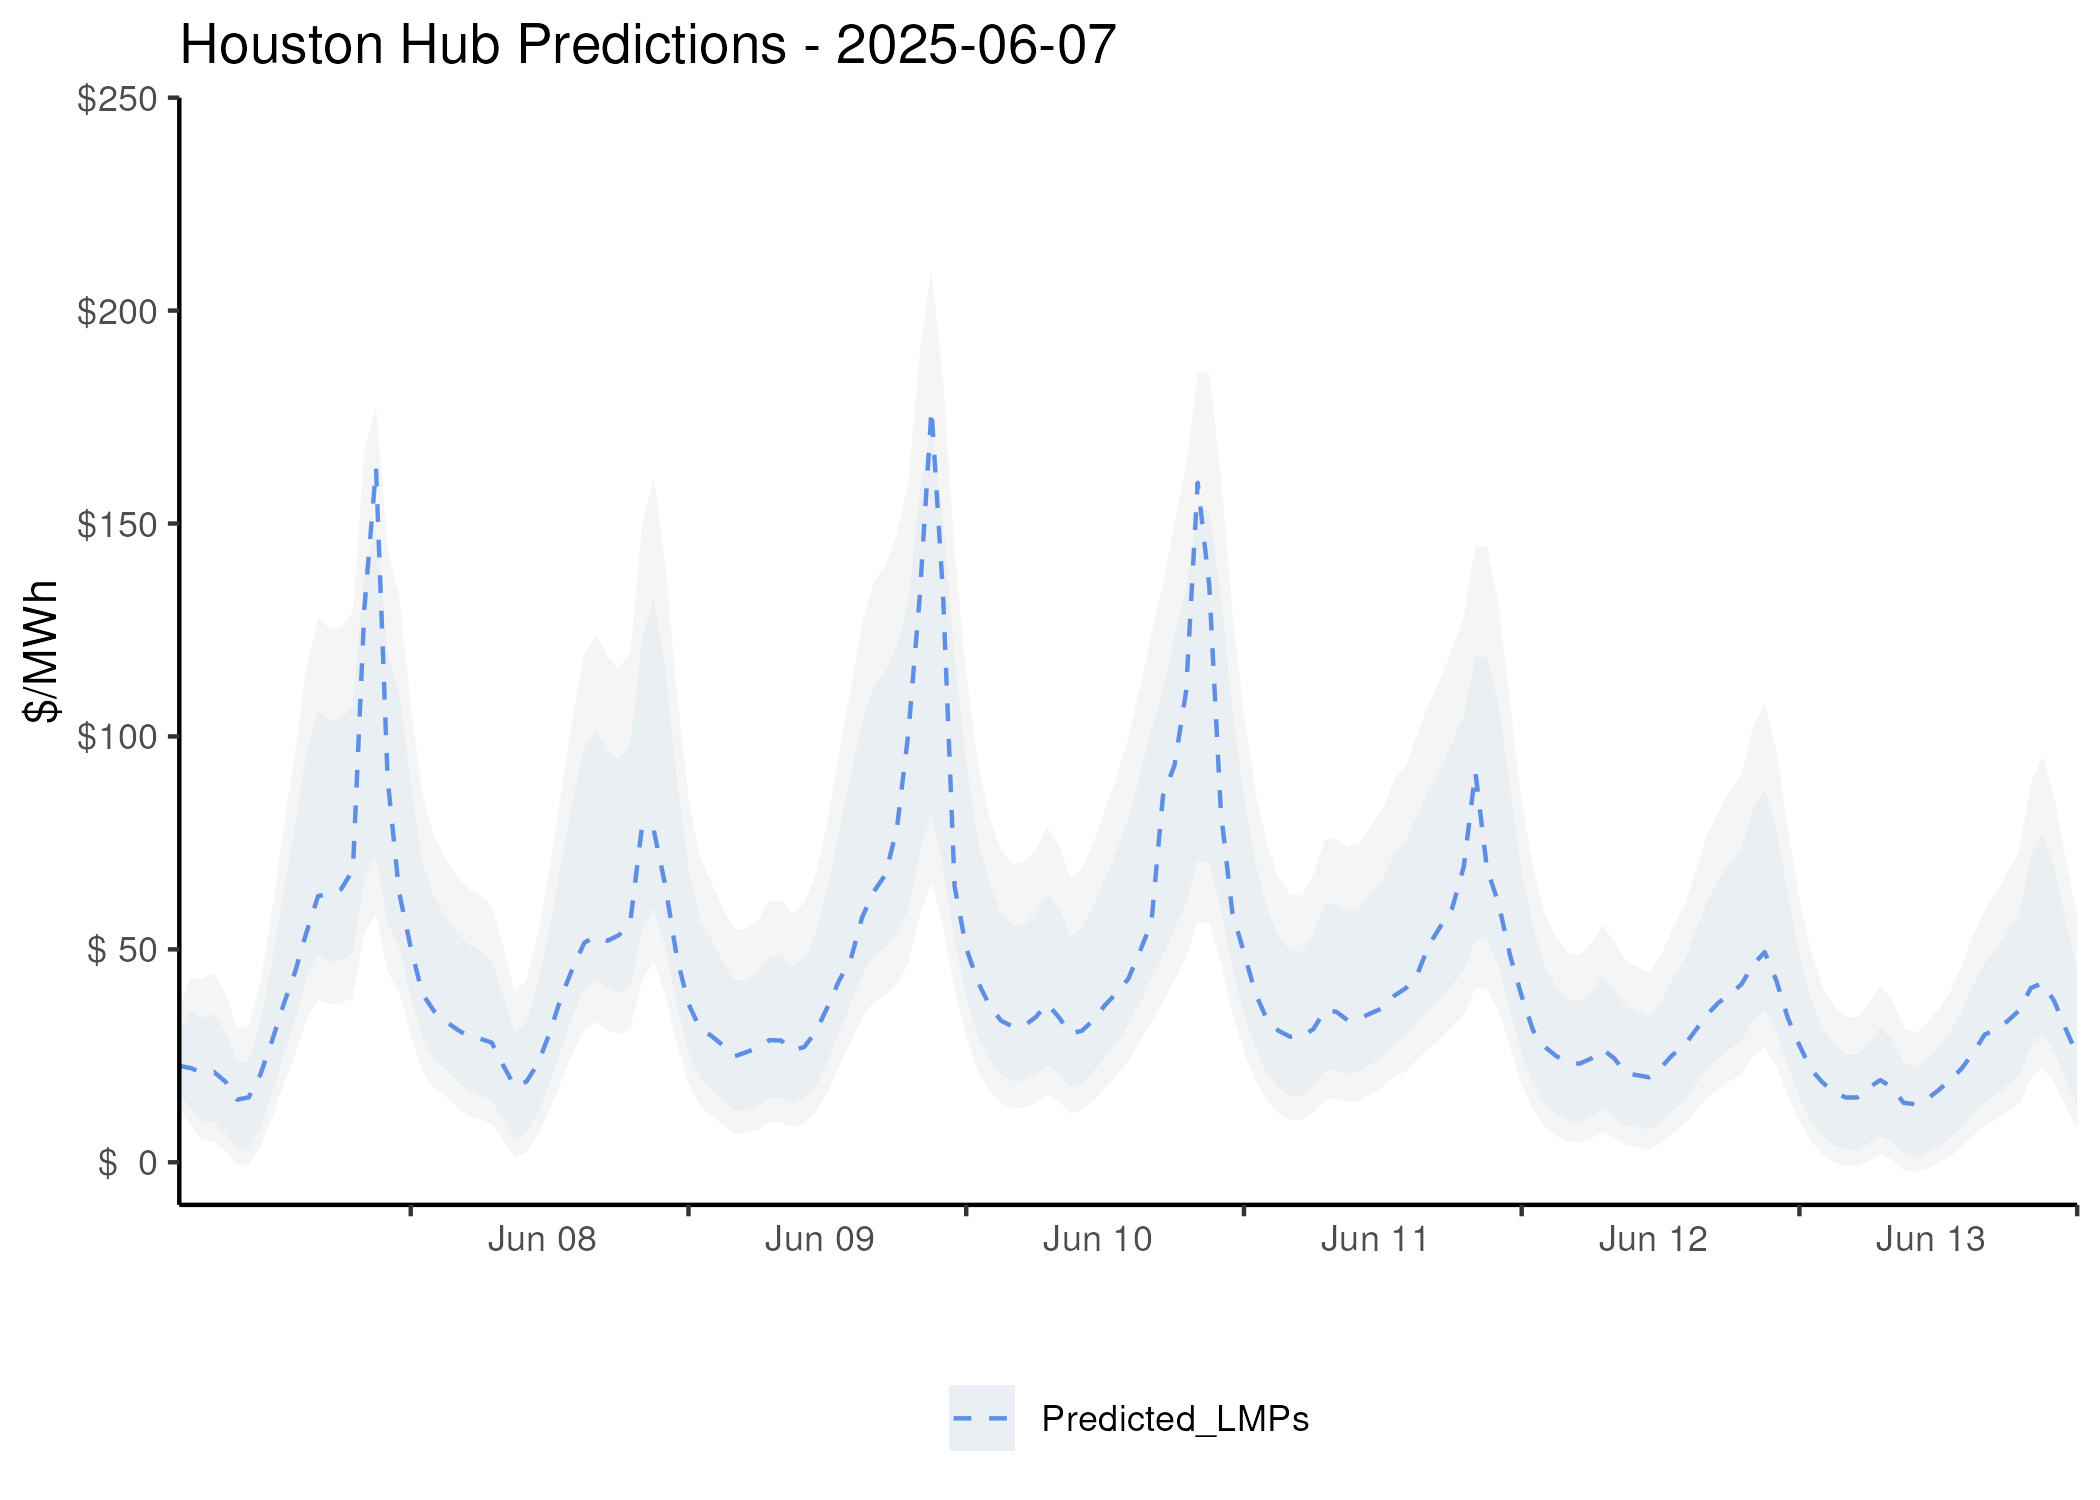 Houston Hub Predictions - 2025-06-07
$250
$200
$150
$100
$ 50
$  0
$/MWh
Jun 08
Jun 09
Jun 10
Jun 11
Jun 12
Jun 13
Predicted_LMPs